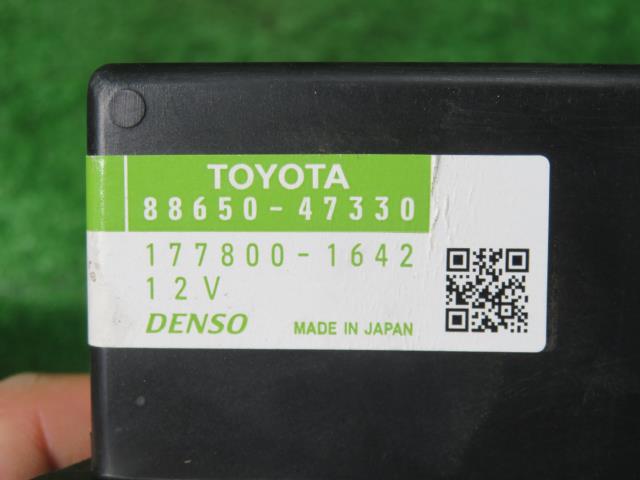 TOYOTA
88650-47330
177800-1642
12V
DENSO MADE IN JAPAN